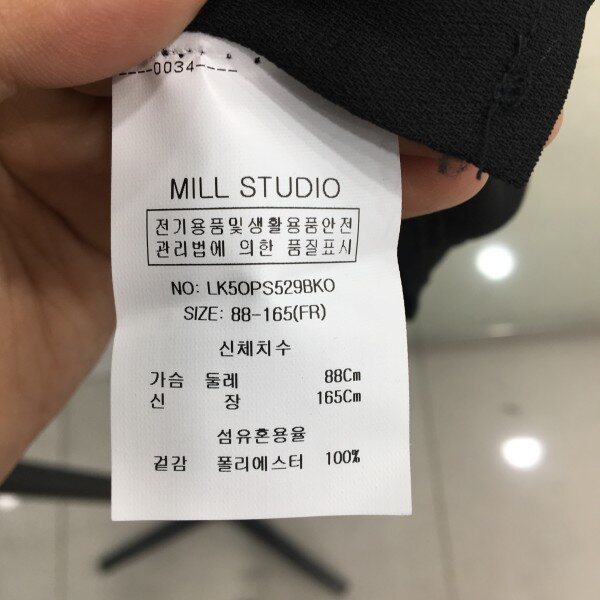 ----0034----
MILL STUDIO
전기용품및생활용품안전
관리법에 의한 품질표시
NO: LK5OPS529BKO
SIZE: 88-165(FR)
신체치수
가슴 둘레 88Cm
신 장 165Cm
섬유혼용율
겉감 폴리에스터 100%